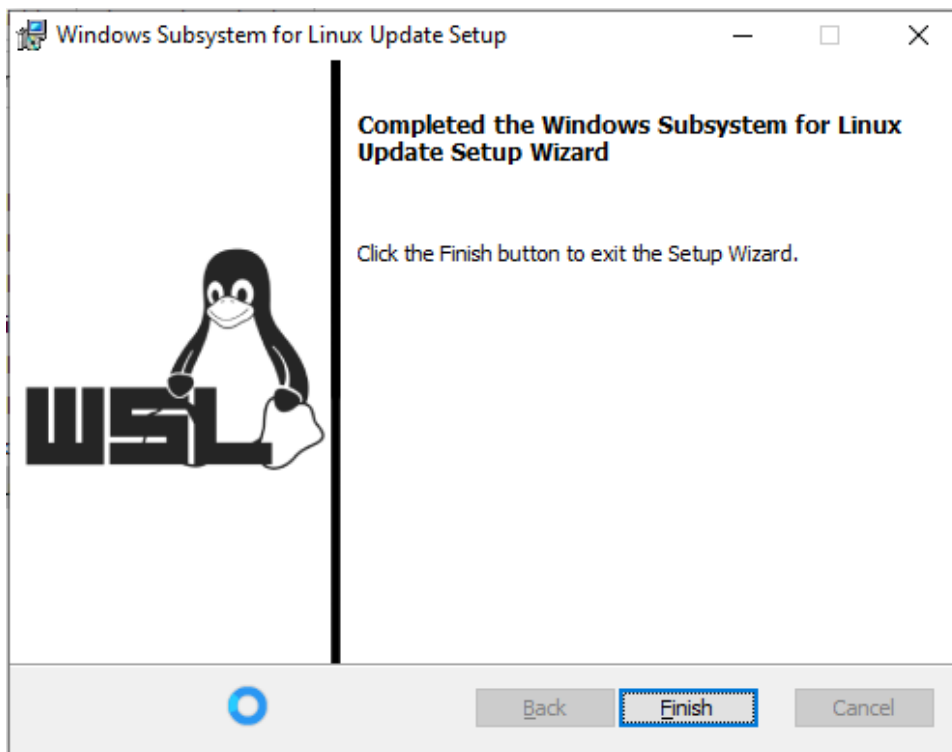 Windows Subsystem for Linux Update Setup
Completed the Windows Subsystem for Linux
Update Setup Wizard
Click the Finish button to exit the Setup Wizard.
WSL
Back
Finish
Cancel